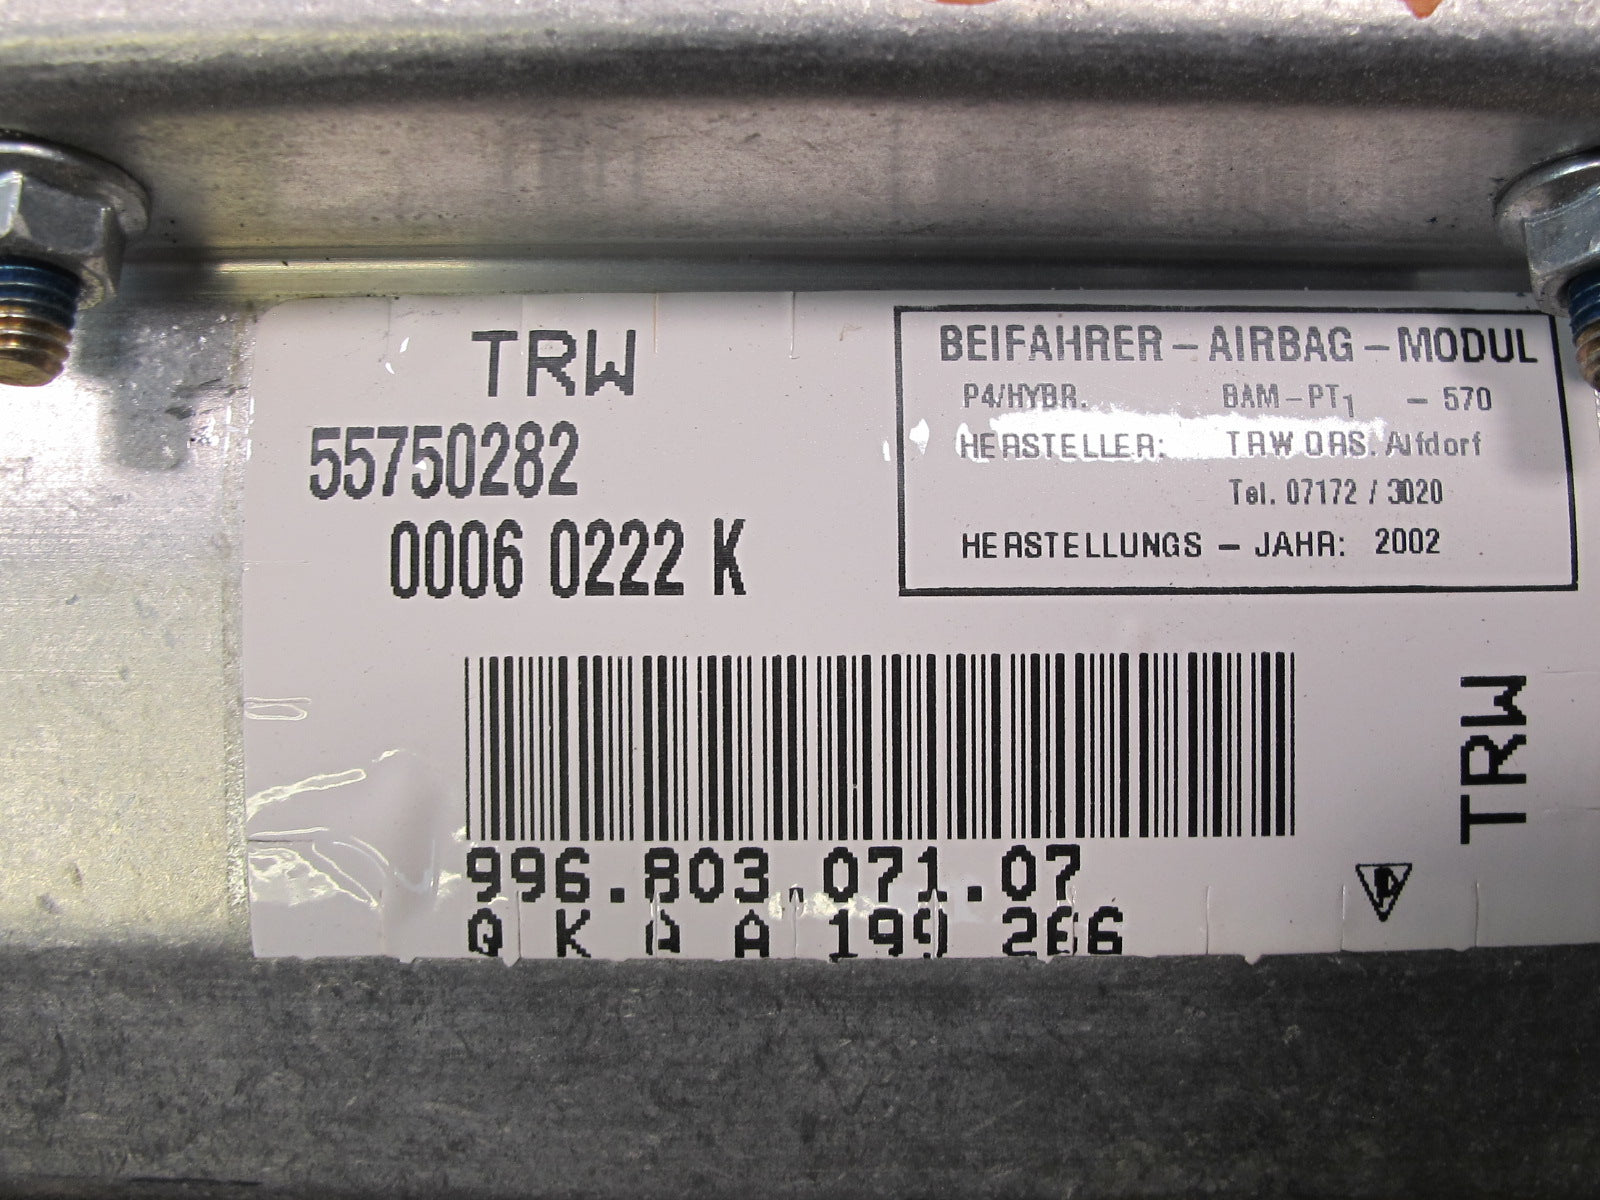 TRW
55750282
0006 0222 K
BEIFAHRER – AIRBAG – MODUL
P4/HYBR. BAM – PT1 – 570
HERSTELLER: TRW ORS. Alfdorf
Tel. 07172 / 3020
HERSTELLUNGS – JAHR: 2002
996.803.071.07
Q K A A 199 266
TRW